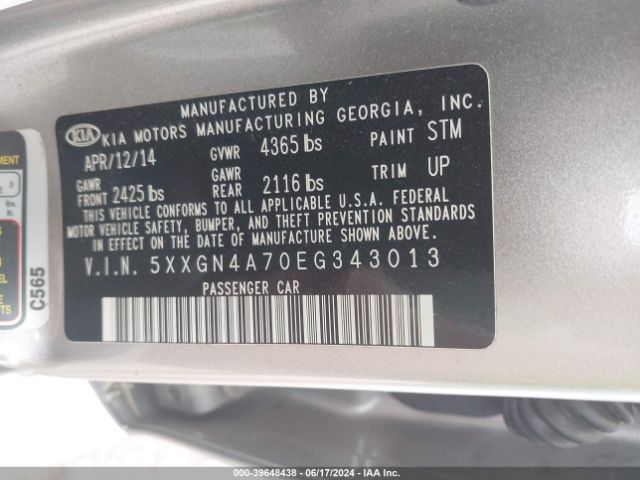 MANUFACTURED BY
KIA KIA MOTORS MANUFACTURING GEORGIA, INC.
APR/12/14 GVWR 4365 lbs PAINT STM
GAWR FRONT 2425 lbs GAWR REAR 2116 lbs TRIM UP
THIS VEHICLE CONFORMS TO ALL APPLICABLE U.S.A. FEDERAL
MOTOR VEHICLE SAFETY, BUMPER, AND THEFT PREVENTION STANDARDS
IN EFFECT ON THE DATE OF MANUFACTURE SHOWN ABOVE.
V.I.N. 5XXGN4A70EG343013
PASSENGER CAR
C565
© - 39648438 - 06/17/2024 - IAA Inc.